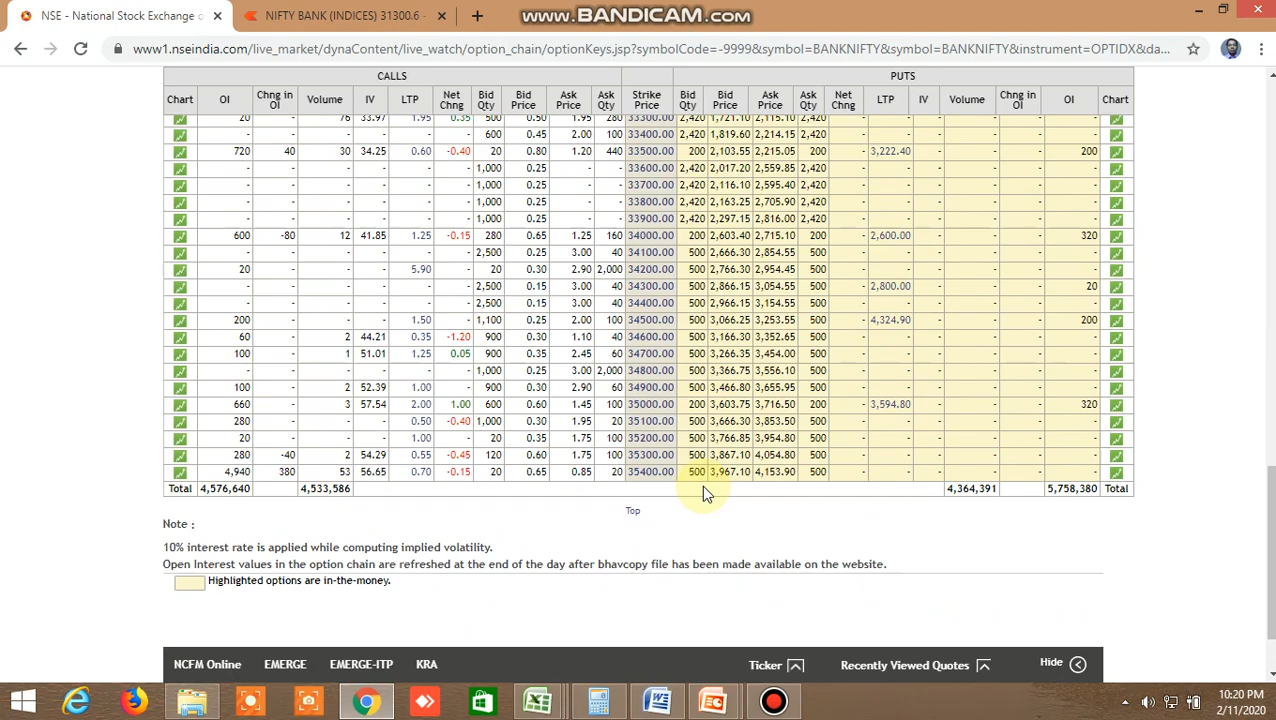 NSE - National Stock Exchange o
NIFTY BANK (INDICES) 31300.6 -
www.BANDICAM.com
www1.nseindia.com/live_market/dynaContent/live_watch/option_chain/optionKeys.jsp?symbolCode=-9999&symbol=BANKNIFTY&symbol=BANKNIFTY&instrument=OPTIDX&da...
CALLS PUTS
Chart OI Chng in OI Volume IV LTP Net Chng Bid Qty Bid Price Ask Price Ask Qty Strike Price Bid Qty Bid Price Ask Price Ask Qty Net Chng LTP IV Volume Chng in OI OI Chart
20 - 76 33.97 1.95 0.35 500 0.50 1.95 280 33300.00 2,420 1,721.10 2,115.10 2,420 - - - - - -
- - - - - - 600 0.45 2.00 100 33400.00 2,420 1,819.60 2,214.15 2,420 - - - - - -
720 40 30 34.25 0.60 -0.40 20 0.80 1.20 440 33500.00 200 2,103.55 2,215.05 200 - 3,222.40 - - - 200
- - - - - - 1,000 0.25 - - 33600.00 2,420 2,017.20 2,559.85 2,420 - - - - - -
- - - - - - 1,000 0.25 - - 33700.00 2,420 2,116.10 2,595.40 2,420 - - - - - -
- - - - - - 1,000 0.25 - - 33800.00 2,420 2,163.25 2,705.90 2,420 - - - - - -
- - - - - - 1,000 0.25 - - 33900.00 2,420 2,297.15 2,816.00 2,420 - - - - - -
600 -80 12 41.85 1.25 -0.15 280 0.65 1.25 160 34000.00 200 2,603.40 2,715.10 200 - 2,600.00 - - - 320
- - - - - - 2,500 0.25 3.00 40 34100.00 500 2,666.30 2,854.55 500 - - - - - -
20 - - - 5.90 - 20 0.30 2.90 2,000 34200.00 500 2,766.30 2,954.45 500 - - - - - -
- - - - - - 2,500 0.15 3.00 40 34300.00 500 2,866.15 3,054.55 500 - 2,800.00 - - - 20
- - - - - - 2,500 0.15 3.00 40 34400.00 500 2,966.15 3,154.55 500 - - - - - -
200 - - - 1.50 - 1,100 0.25 2.00 100 34500.00 500 3,066.25 3,253.55 500 - 4,324.90 - - - 200
60 - 2 44.21 0.35 -1.20 900 0.30 1.10 40 34600.00 500 3,166.30 3,352.65 500 - - - - - -
100 - 1 51.01 1.25 0.05 900 0.35 2.45 60 34700.00 500 3,266.35 3,454.00 500 - - - - - -
- - - - - - 1,000 0.25 3.00 2,000 34800.00 500 3,366.75 3,556.10 500 - - - - - -
100 - 2 52.39 1.00 - 900 0.30 2.90 60 34900.00 500 3,466.80 3,655.95 500 - - - - - -
660 - 3 57.54 2.00 1.00 600 0.60 1.45 100 35000.00 200 3,603.75 3,716.50 200 - 3,594.80 - - - 320
280 - - - 0.50 -0.40 1,000 0.30 1.95 20 35100.00 500 3,666.30 3,853.50 500 - - - - - -
20 - - - 1.00 - 20 0.35 1.75 100 35200.00 500 3,766.85 3,954.80 500 - - - - - -
280 -40 2 54.29 0.55 -0.45 120 0.60 1.75 100 35300.00 500 3,867.10 4,054.80 500 - - - - - -
4,940 380 53 56.65 0.70 -0.15 20 0.65 0.85 20 35400.00 500 3,967.10 4,153.90 500 - - - - - -
Total 4,576,640 4,533,586 4,364,391 5,758,380 Total
Top
Note :
10% interest rate is applied while computing implied volatility.
Open Interest values in the option chain are refreshed at the end of the day after bhavcopy file has been made available on the website.
Highlighted options are in-the-money.
NCFM Online EMERGE EMERGE-ITP KRA Ticker Recently Viewed Quotes Hide
10:20 PM
2/11/2020